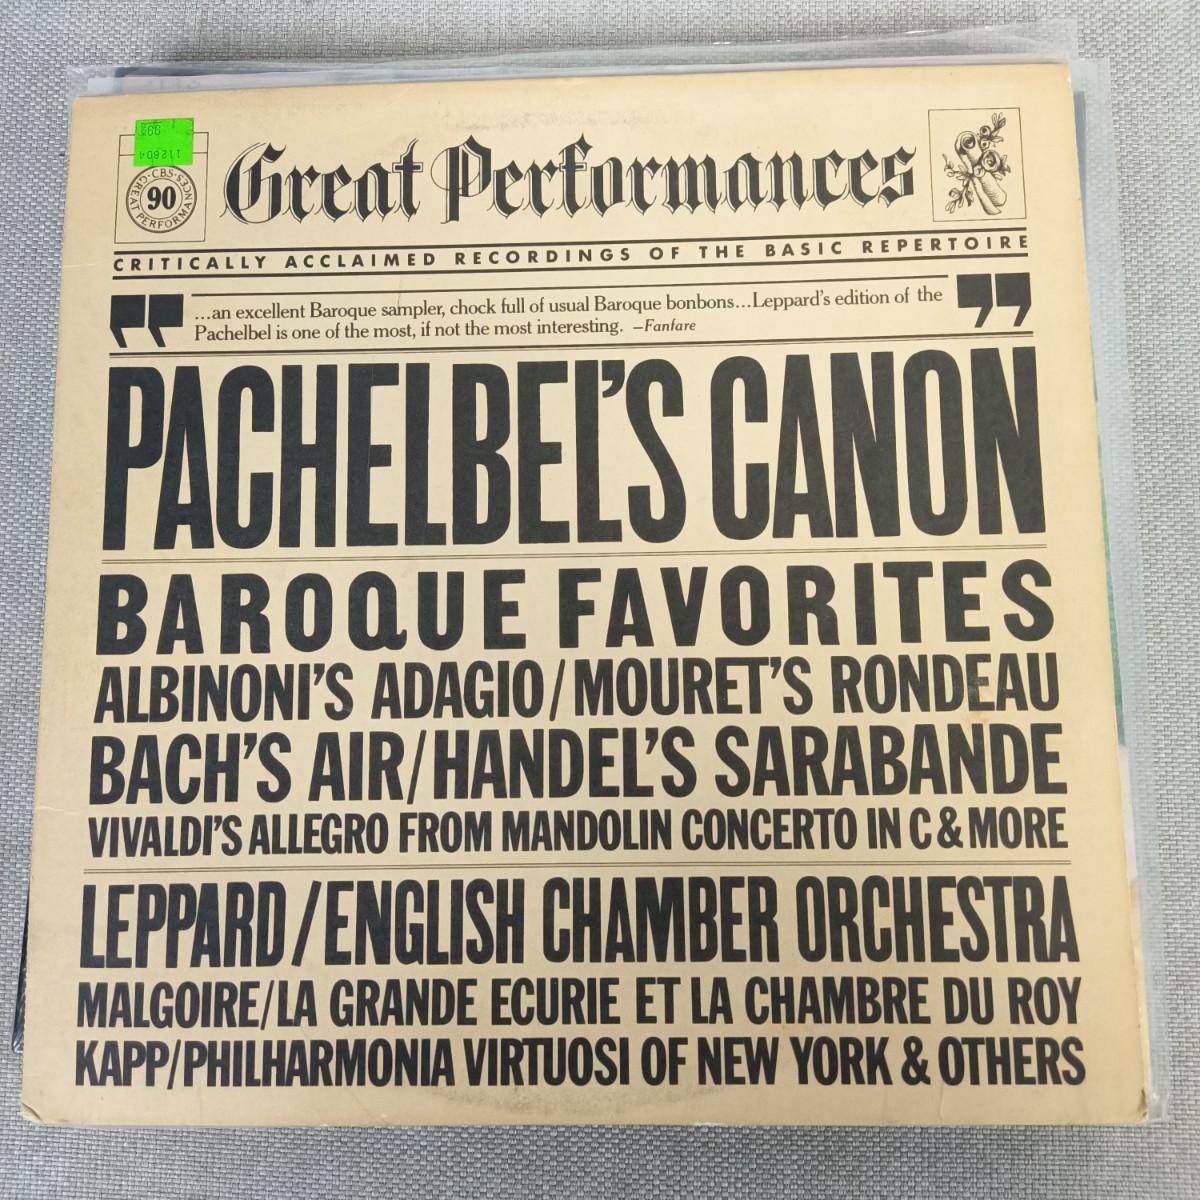 99¢
112804
·CBS·
GREAT PERFORMANCES
90
Great Performances
CRITICALLY ACCLAIMED RECORDINGS OF THE BASIC REPERTOIRE
"...an excellent Baroque sampler, chock full of usual Baroque bonbons...Leppard's edition of the
Pachelbel is one of the most, if not the most interesting. –Fanfare"
PACHELBEL'S CANON
BAROQUE FAVORITES
ALBINONI'S ADAGIO/MOURET'S RONDEAU
BACH'S AIR/HANDEL'S SARABANDE
VIVALDI'S ALLEGRO FROM MANDOLIN CONCERTO IN C & MORE
LEPPARD/ENGLISH CHAMBER ORCHESTRA
MALGOIRE/LA GRANDE ECURIE ET LA CHAMBRE DU ROY
KAPP/PHILHARMONIA VIRTUOSI OF NEW YORK & OTHERS